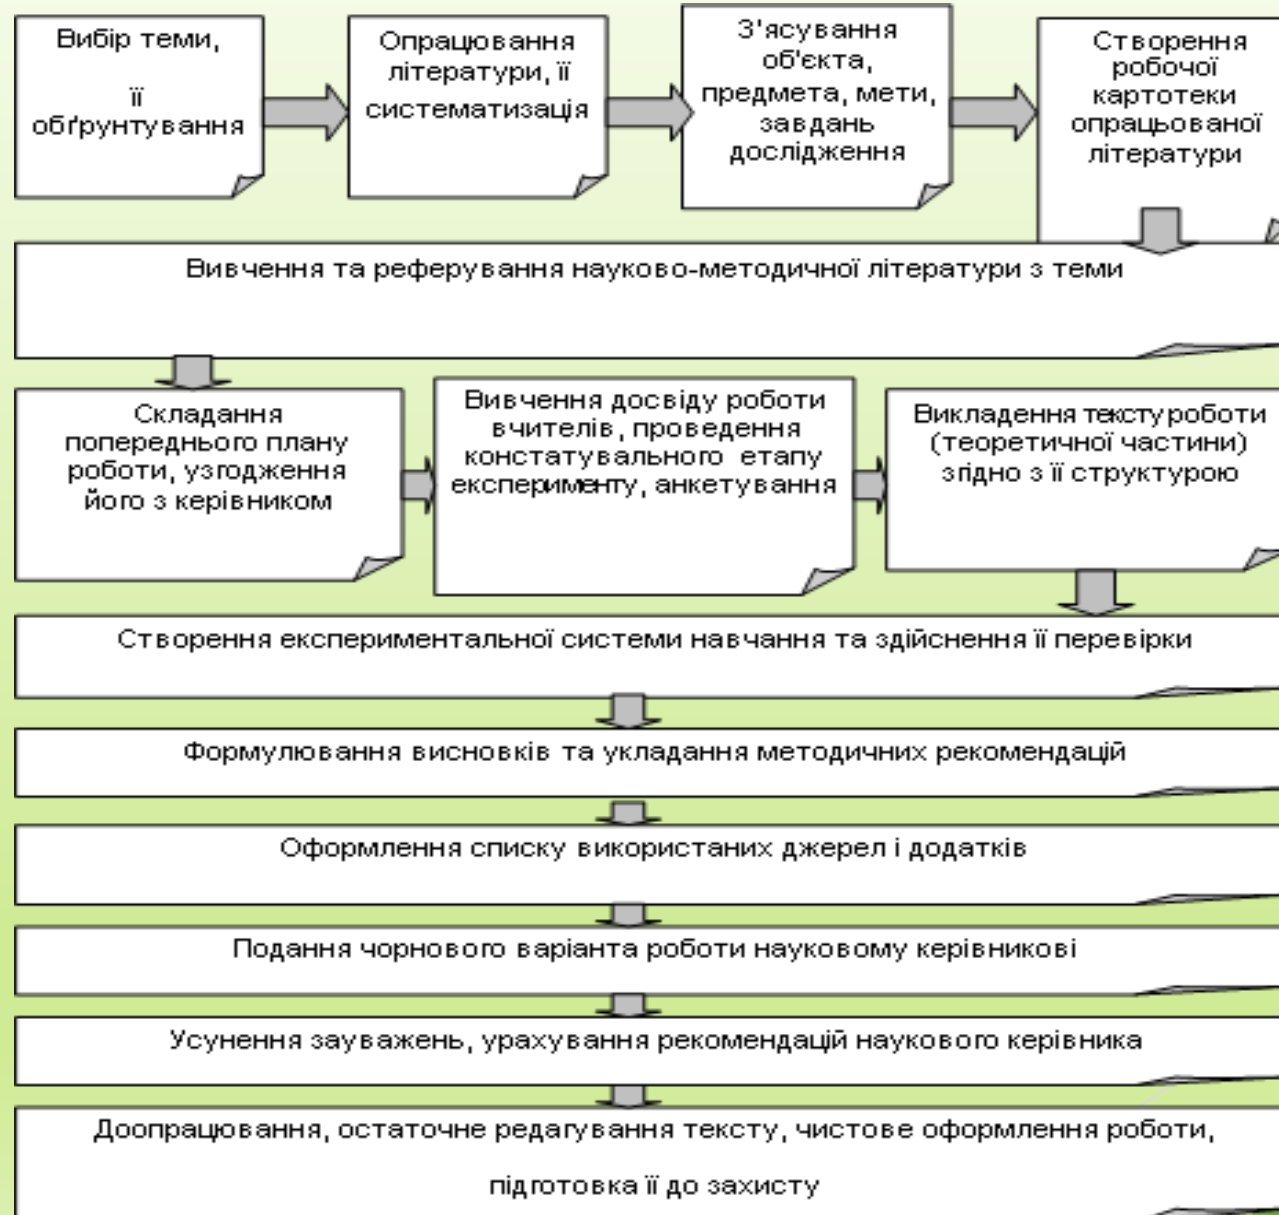 Вибір теми,
її
обґрунтування
Опрацювання
літератури, її
систематизація
З'ясування
об'єкта,
предмета, мети,
завдань
дослідження
Створення
робочої
картотеки
опрацьованої
літератури
Вивчення та реферування науково-методичної літератури з теми
Складання
попереднього плану
роботи, узгодження
його з керівником
Вивчення досвіду роботи
вчителів, проведення
констатувального етапу
експерименту, анкетування
Викладення тексту роботи
(теоретичної частини)
згідно з її структурою
Створення експериментальної системи навчання та здійснення її перевірки
Формулювання висновків та укладання методичних рекомендацій
Оформлення списку використаних джерел і додатків
Подання чорнового варіанта роботи науковому керівникові
Усунення зауважень, урахування рекомендацій наукового керівника
Доопрацювання, остаточне редагування тексту, чистове оформлення роботи,
підготовка її до захисту